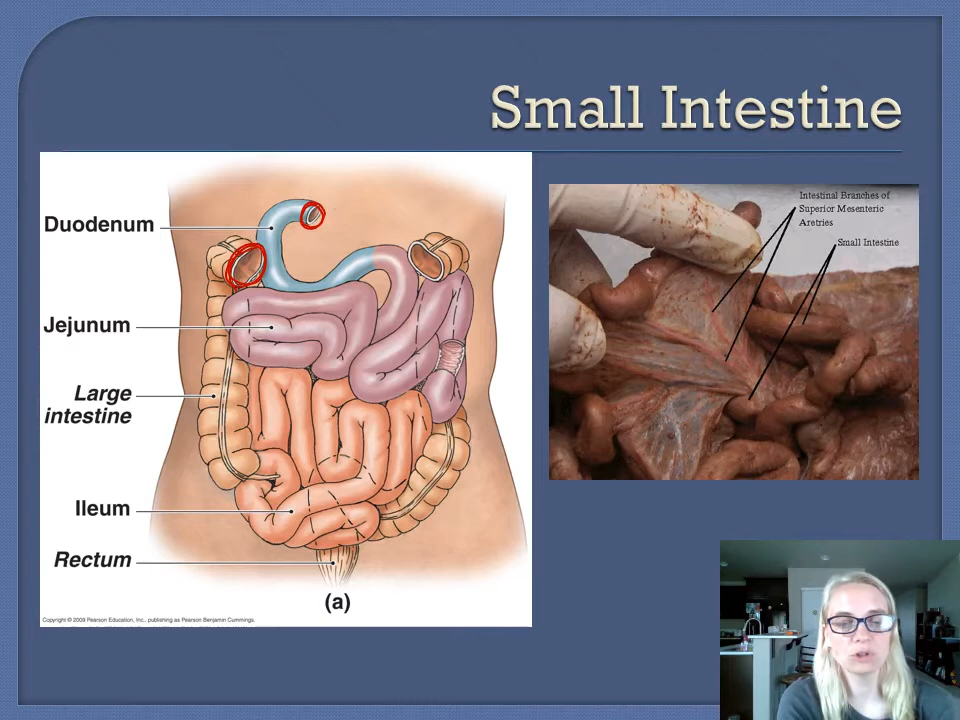 Small Intestine
Duodenum
Jejunum
Large
intestine
Ileum
Rectum
(a)
Copyright © 2009 Pearson Education, Inc., publishing as Pearson Benjamin Cummings.
Intestinal Branches of
Superior Mesenteric
Aretries
Small Intestine